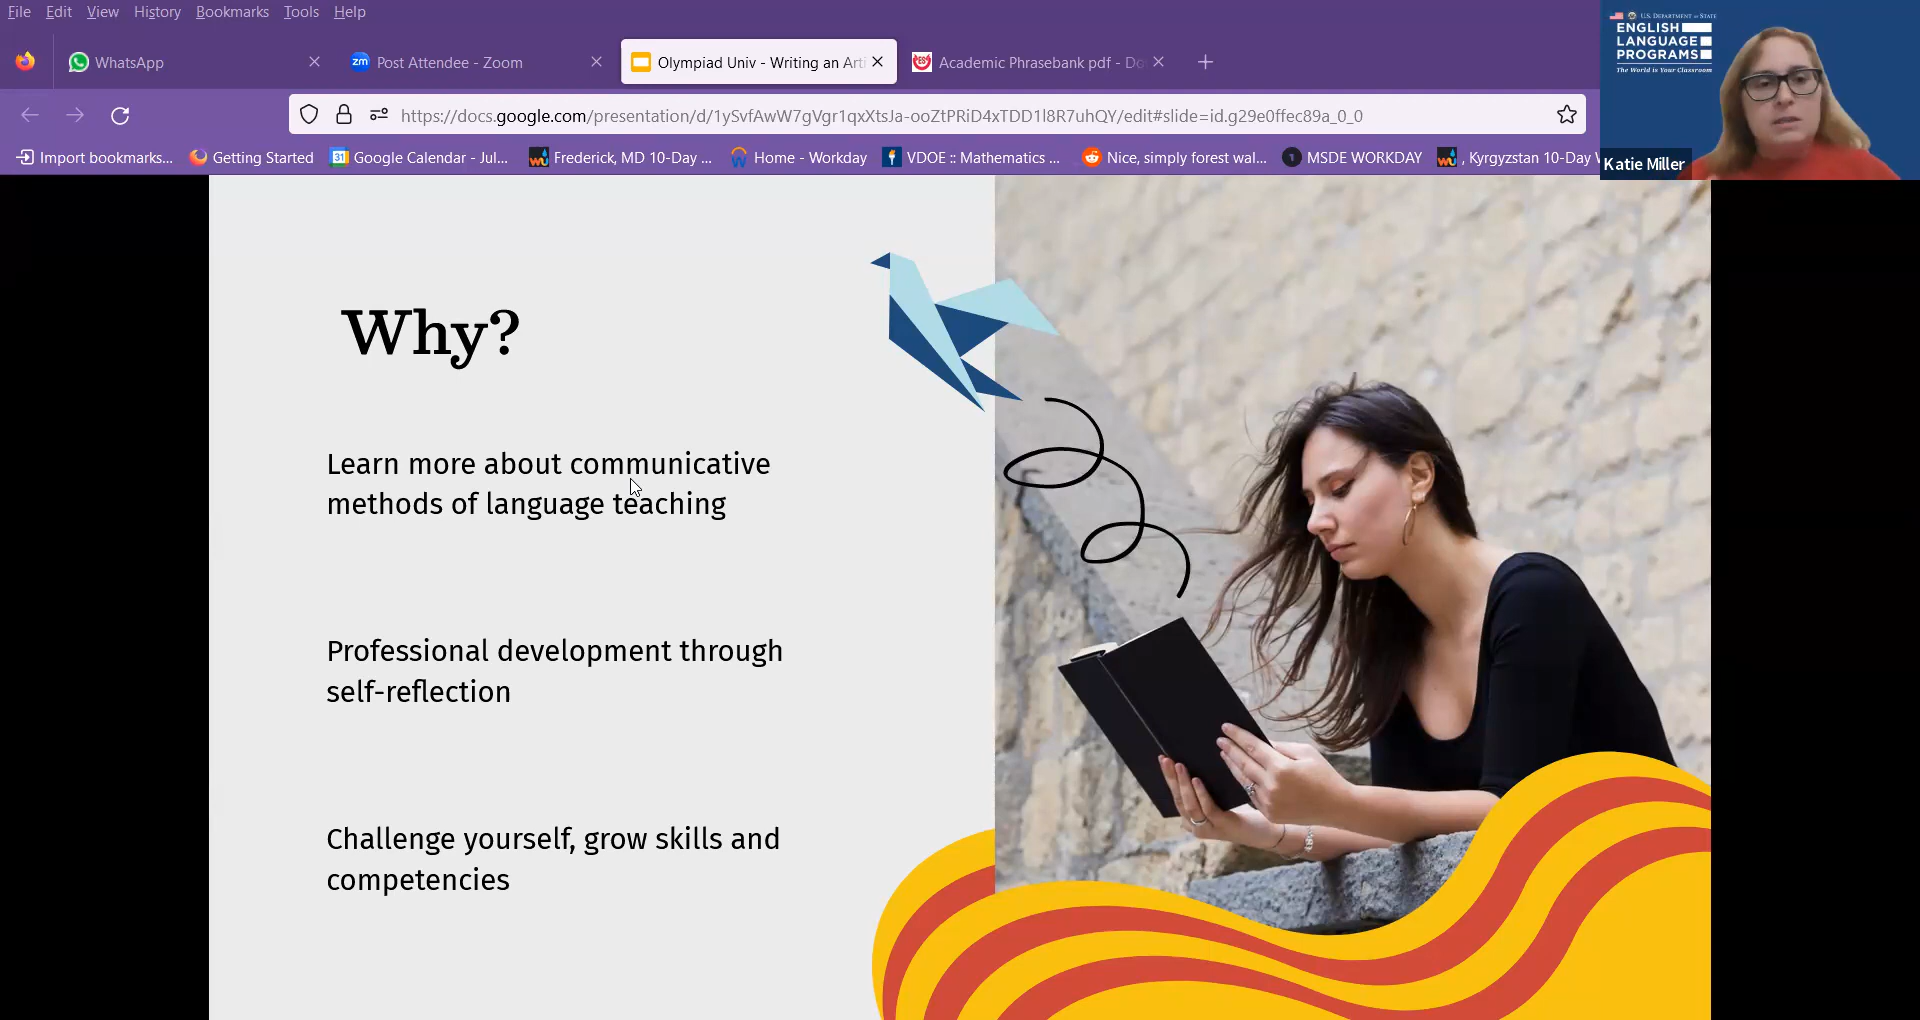 File Edit View History Bookmarks Tools Help
WhatsApp
Post Attendee - Zoom
Olympiad Univ - Writing an Arti
Academic Phrasebank pdf - Do
https://docs.google.com/presentation/d/1ySvfAwW7gVgr1qxXtsJa-ooZtPRiD4xTDD1l8R7uhQY/edit#slide=id.g29e0ffec89a_0_0
Import bookmarks... Getting Started Google Calendar - Jul... Frederick, MD 10-Day ... Home - Workday VDOE :: Mathematics ... Nice, simply forest wal... MSDE WORKDAY , Kyrgyzstan 10-Day
U.S. DEPARTMENT OF STATE
ENGLISH
LANGUAGE
PROGRAMS
The World is Your Classroom
Katie Miller
Why?
Learn more about communicative
methods of language teaching
Professional development through
self-reflection
Challenge yourself, grow skills and
competencies